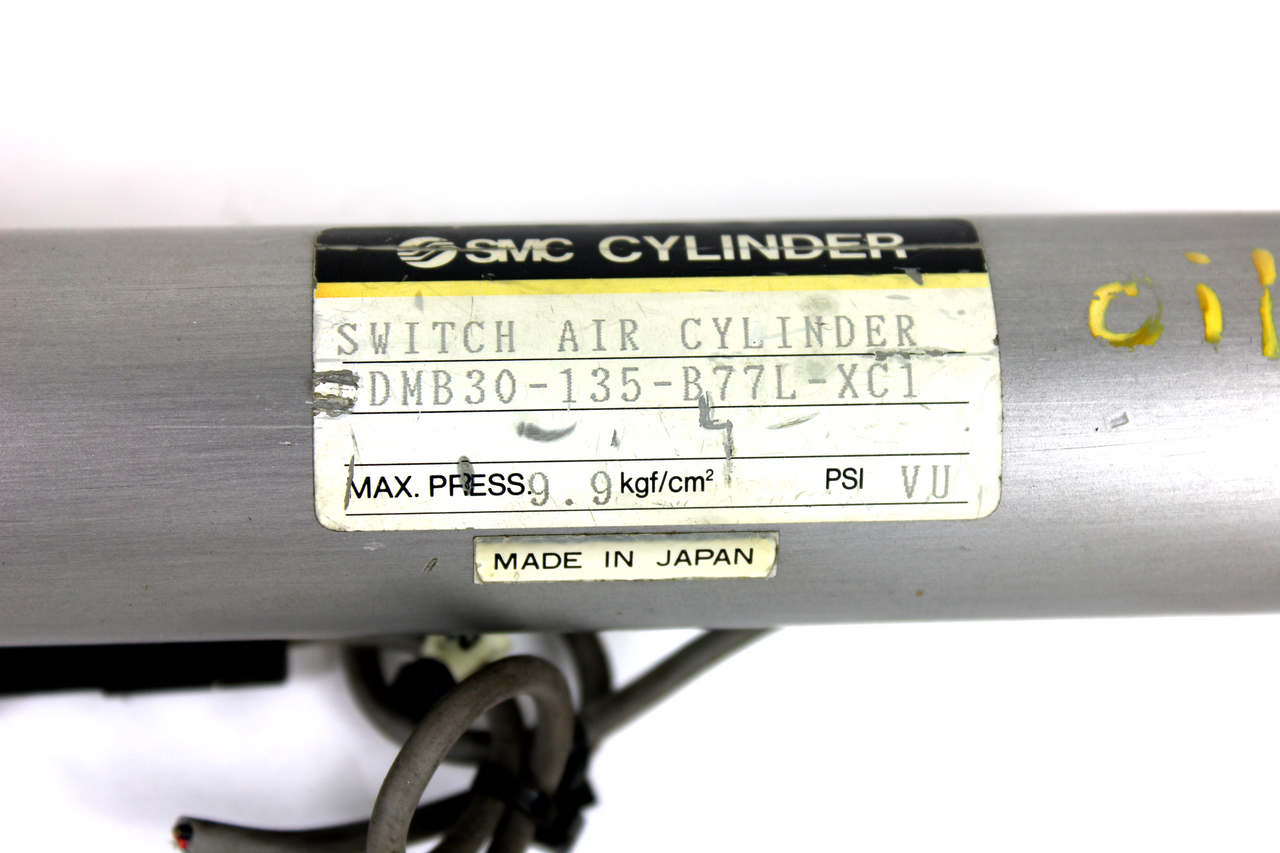 SMC CYLINDER
SWITCH AIR CYLINDER
DMB30-135-B77L-XC1
MAX. PRESS. 9.9 kgf/cm² PSI VU
MADE IN JAPAN
oil